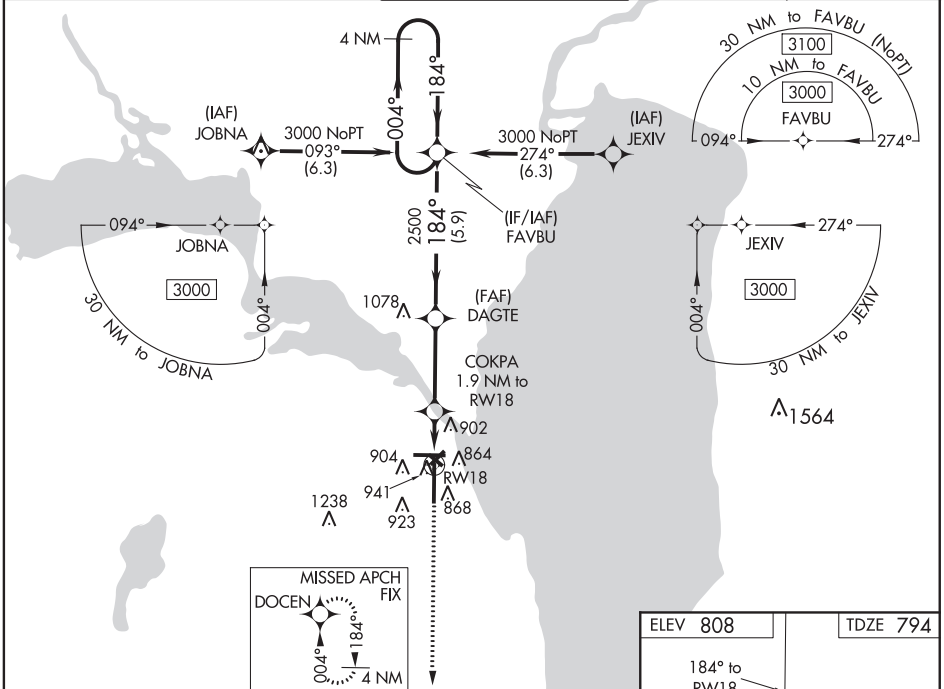 4 NM
004°
184°
(IAF)
JOBNA
3000 NoPT
093°
(6.3)
3000 NoPT
274°
(6.3)
(IAF)
JEXIV
(IF/IAF)
FAVBU
2500
184°
(5.9)
30 NM to FAVBU (NoPT)
3100
10 NM to FAVBU
3000
FAVBU
094°
274°
094°
JOBNA
3000
004°
30 NM to JOBNA
274°
JEXIV
3000
004°
30 NM to JEXIV
1078
(FAF)
DAGTE
COKPA
1.9 NM to
RW18
902
904
864
RW18
941
868
923
1238
1564
MISSED APCH
FIX
DOCEN
004°
184°
4 NM
ELEV 808
TDZE 794
184° to
RW18